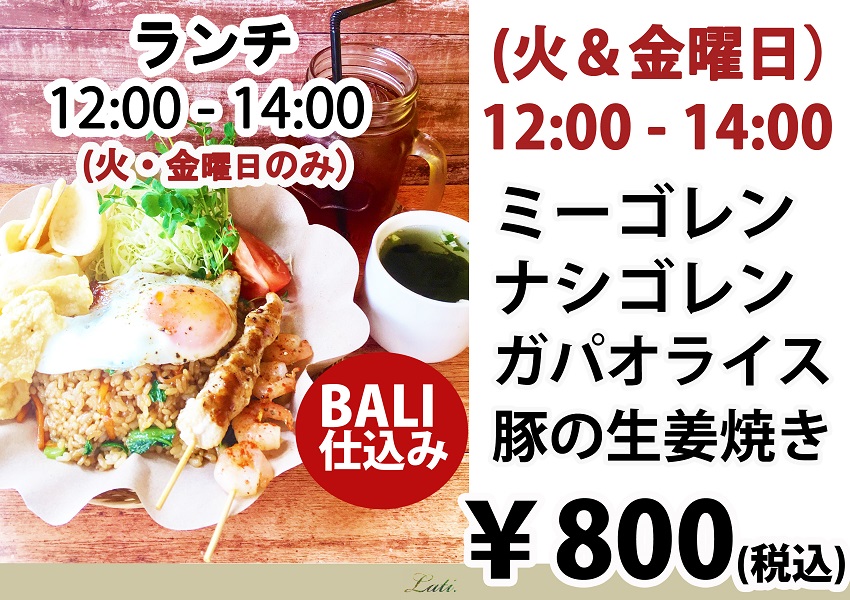 ランチ
12:00 - 14:00
(火・金曜日のみ)
BALI
仕込み
(火&金曜日)
12:00 - 14:00
ミーゴレン
ナシゴレン
ガパオライス
豚の生姜焼き
¥800(税込)
Lati.